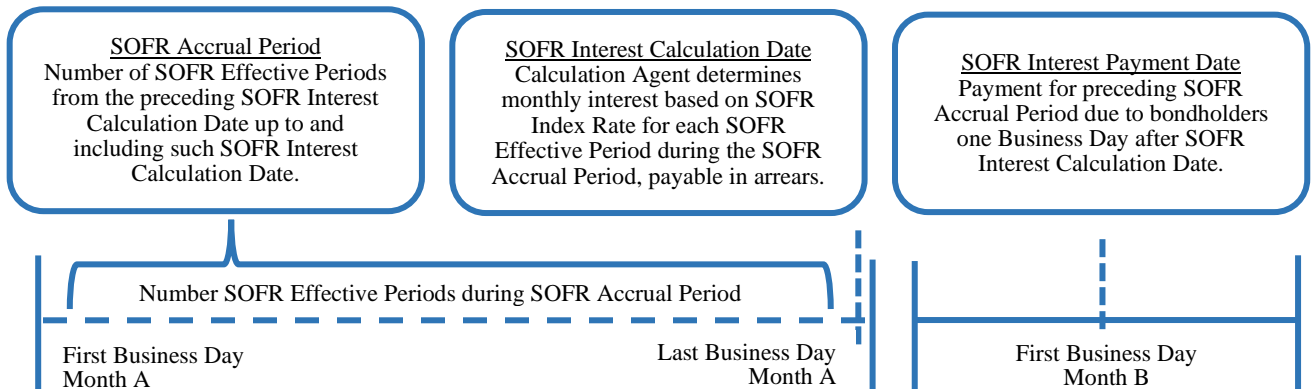 SOFR Accrual Period
Number of SOFR Effective Periods
from the preceding SOFR Interest
Calculation Date up to and
including such SOFR Interest
Calculation Date.
SOFR Interest Calculation Date
Calculation Agent determines
monthly interest based on SOFR
Index Rate for each SOFR
Effective Period during the SOFR
Accrual Period, payable in arrears.
SOFR Interest Payment Date
Payment for preceding SOFR
Accrual Period due to bondholders
one Business Day after SOFR
Interest Calculation Date.
Number SOFR Effective Periods during SOFR Accrual Period
First Business Day
Month A
Last Business Day
Month A
First Business Day
Month B